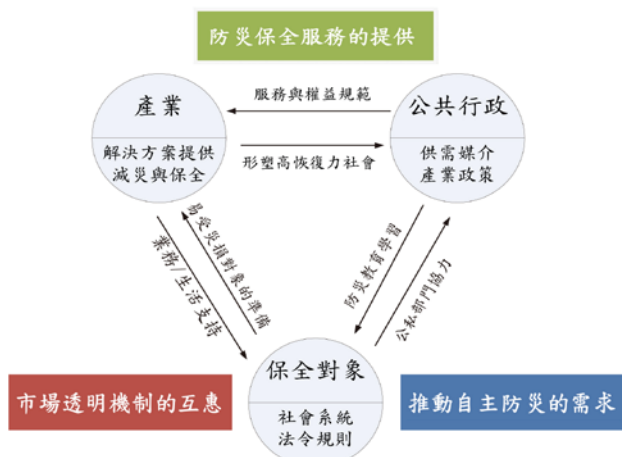 防災保全服務的提供
產業
解決方案提供
減災與保全
服務與權益規範
形塑高恢復力社會
公共行政
供需媒介
產業政策
易受災損對象的準備
業務/生活支持
防災教育學習
公私部門協力
保全對象
社會系統
法令規則
市場透明機制的互惠
推動自主防災的需求